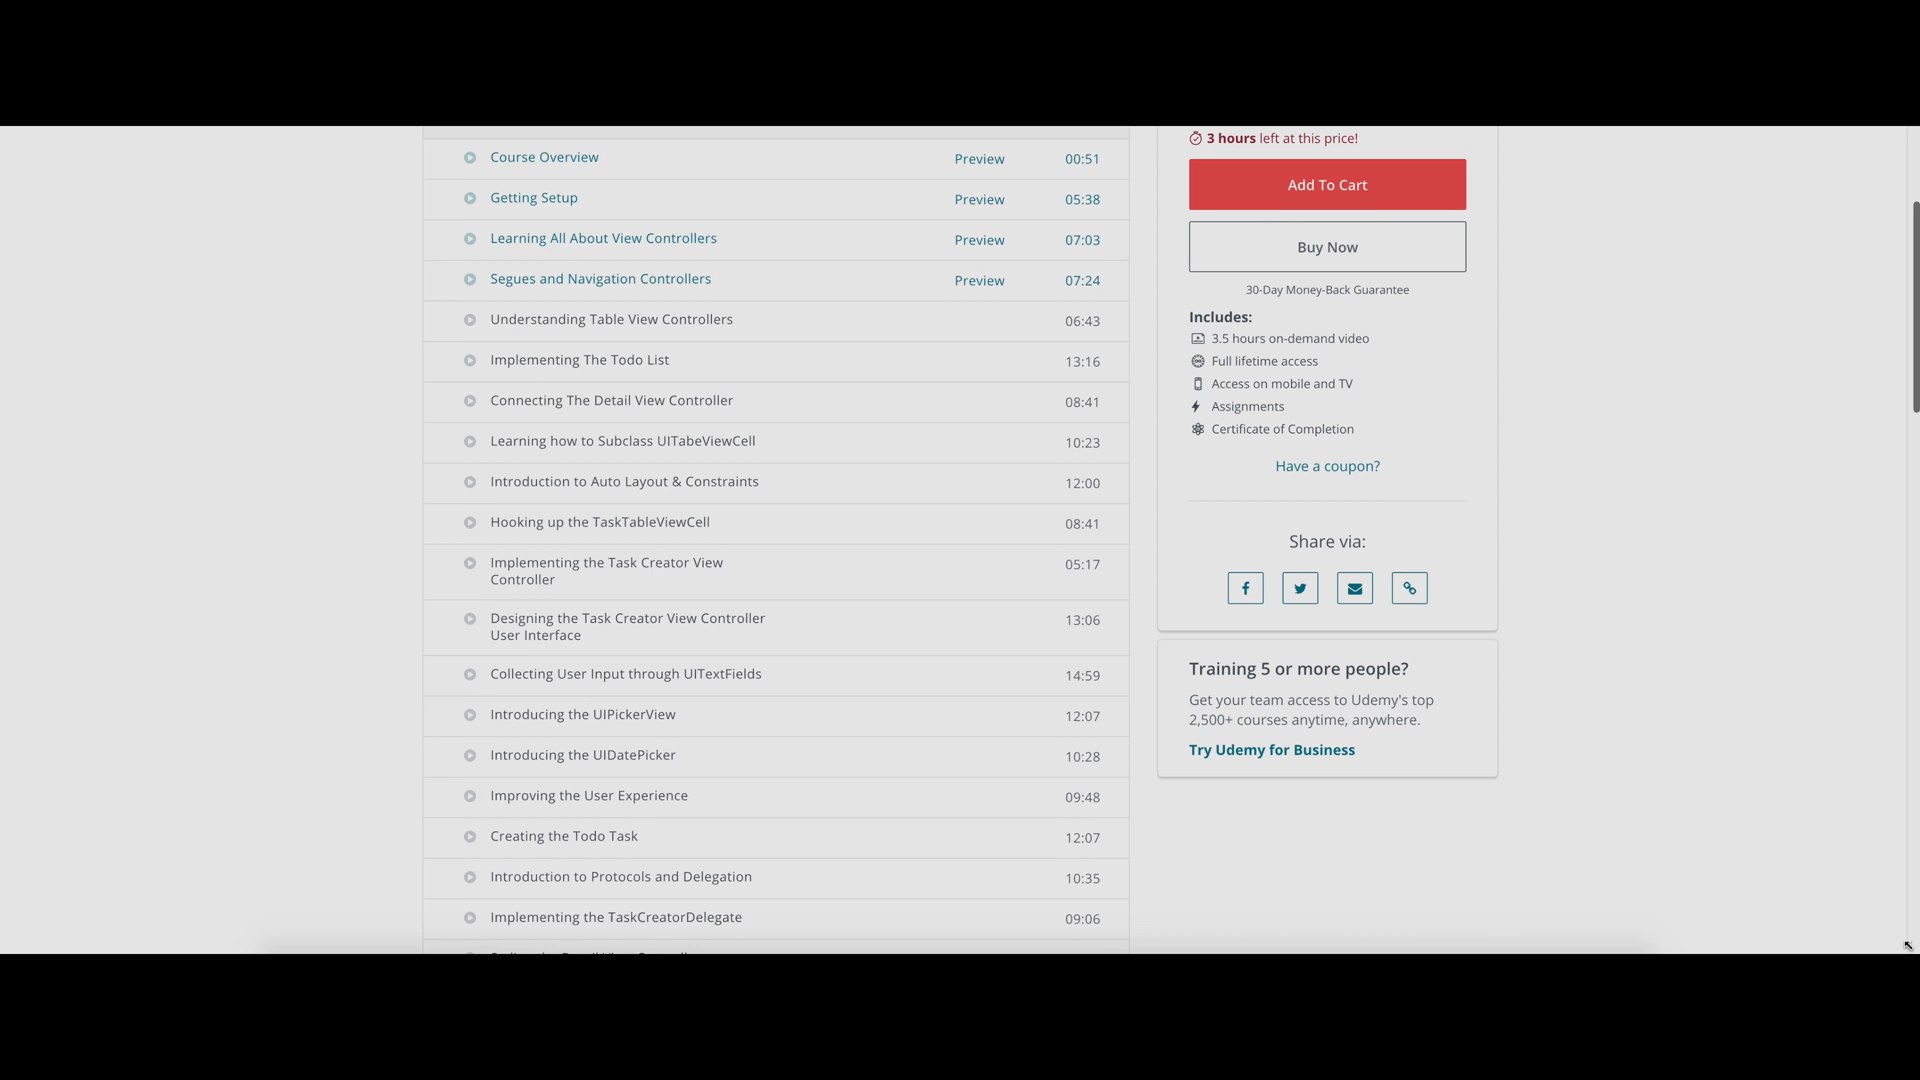 Course Overview Preview 00:51
Getting Setup Preview 05:38
Learning All About View Controllers Preview 07:03
Segues and Navigation Controllers Preview 07:24
Understanding Table View Controllers 06:43
Implementing The Todo List 13:16
Connecting The Detail View Controller 08:41
Learning how to Subclass UITabeViewCell 10:23
Introduction to Auto Layout & Constraints 12:00
Hooking up the TaskTableViewCell 08:41
Implementing the Task Creator View 05:17
Controller
Designing the Task Creator View Controller 13:06
User Interface
Collecting User Input through UITextFields 14:59
Introducing the UIPickerView 12:07
Introducing the UIDatePicker 10:28
Improving the User Experience 09:48
Creating the Todo Task 12:07
Introduction to Protocols and Delegation 10:35
Implementing the TaskCreatorDelegate 09:06
3 hours left at this price!
Add To Cart
Buy Now
30-Day Money-Back Guarantee
Includes:
3.5 hours on-demand video
Full lifetime access
Access on mobile and TV
Assignments
Certificate of Completion
Have a coupon?
Share via:
Training 5 or more people?
Get your team access to Udemy's top
2,500+ courses anytime, anywhere.
Try Udemy for Business